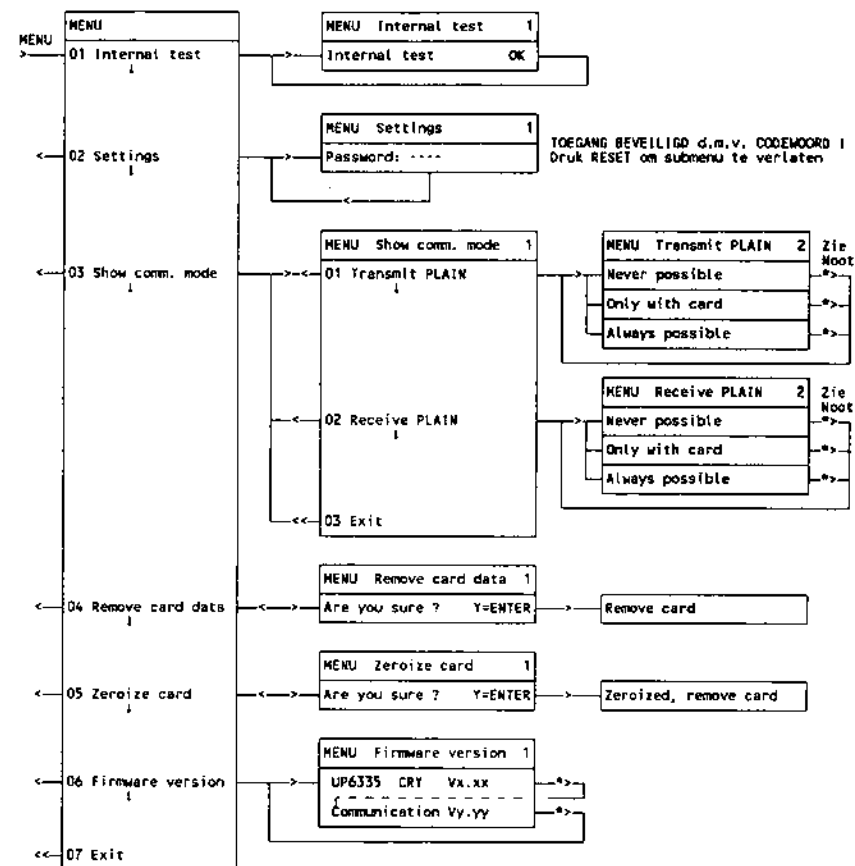 MENU
MENU
01 Internal test
MENU Internal test 1
Internal test OK
02 Settings
MENU Settings 1
Password: ----
TOEGANG BEVEILIGD d.m.v. CODEWOORD !
Druk RESET om submenu te verlaten
03 Show comm. mode
MENU Show comm. mode 1
01 Transmit PLAIN
MENU Transmit PLAIN 2
Zie
Noot
Never possible
Only with card
Always possible
02 Receive PLAIN
MENU Receive PLAIN 2
Zie
Noot
Never possible
Only with card
Always possible
03 Exit
04 Remove card data
MENU Remove card data 1
Are you sure ? Y=ENTER
Remove card
05 Zeroize card
MENU Zeroize card 1
Are you sure ? Y=ENTER
Zeroized, remove card
06 Firmware version
MENU Firmware version 1
UP6335 CRY Vx.xx
Communication Vy.yy
07 Exit